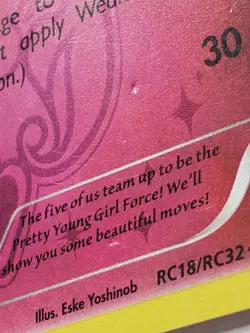 ge to
t apply Weakn
on.)
30
The five of us team up to be the
Pretty Young Girl Force! We'll
show you some beautiful moves!
Illus. Eske Yoshinob
RC18/RC32